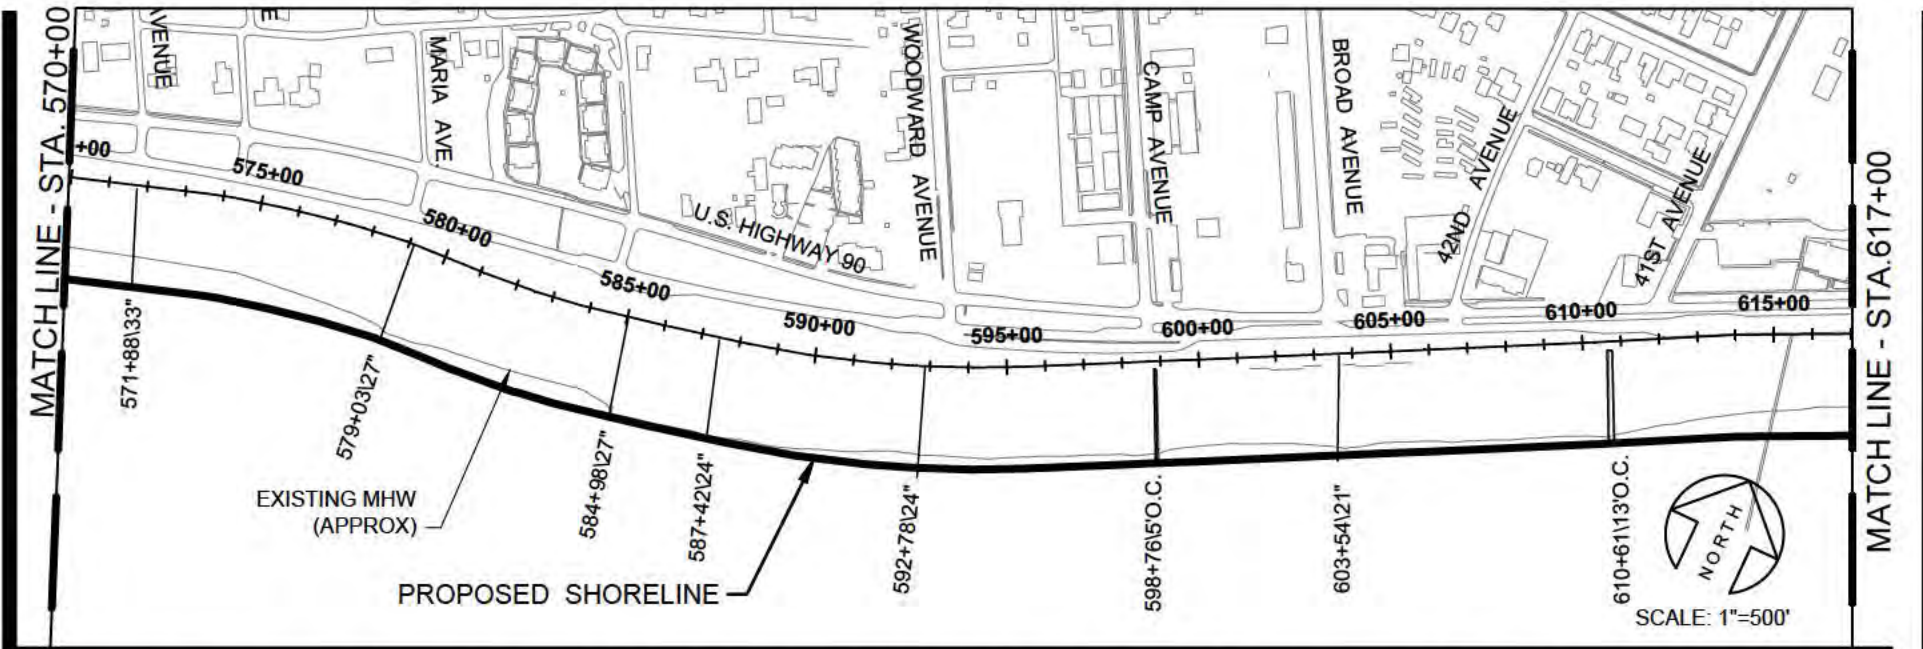 MATCH LINE - STA. 570+00
AVENUE
E
MARIA AVE.
WOODWARD AVENUE
CAMP AVENUE
BROAD AVENUE
42ND AVENUE
41ST AVENUE
U.S. HIGHWAY 90
+00
575+00
580+00
585+00
590+00
595+00
600+00
605+00
610+00
615+00
571+88\33"
579+03\27"
584+98\27"
587+42\24"
592+78\24"
598+76\5'O.C.
603+54\21"
610+61\13'O.C.
EXISTING MHW
(APPROX)
PROPOSED SHORELINE
NORTH
SCALE: 1"=500'
MATCH LINE - STA.617+00